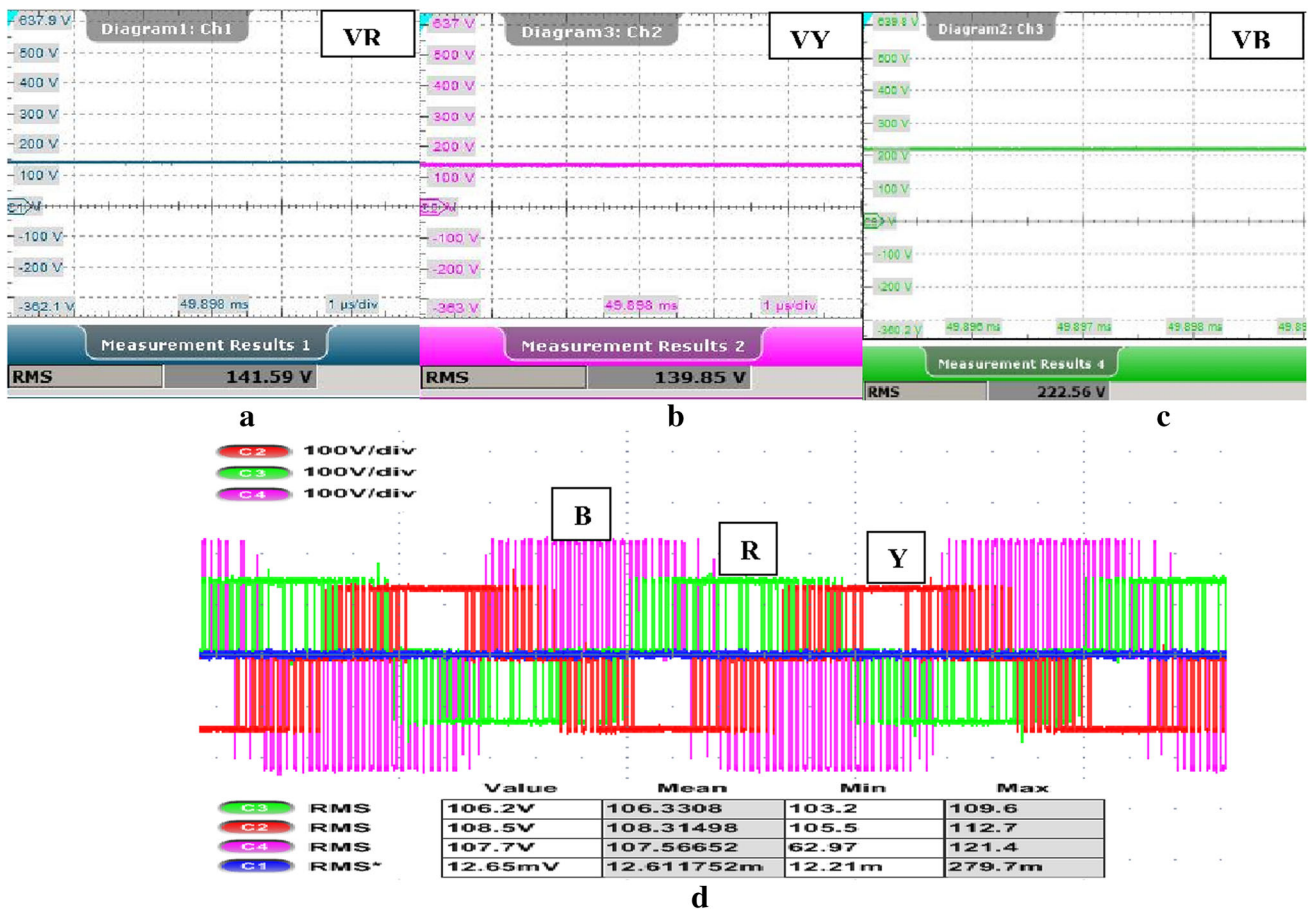 637.9 V
Diagram1: Ch1
VR
500 V
400 V
300 V
200 V
100 V
-100 V
-200 V
-362.1 V
49.898 ms
1 µs/div
Measurement Results 1
RMS
141.59 V
a
637 V
Diagram3: Ch2
VY
500 V
400 V
300 V
200 V
100 V
-100 V
-200 V
-363 V
49.898 ms
1 µs/div
Measurement Results 2
RMS
139.85 V
b
639.8 V
Diagram2: Ch3
VB
500 V
400 V
300 V
200 V
100 V
-100 V
-200 V
-360.2 V
49.896 ms
49.897 ms
49.898 ms
Measurement Results 4
RMS
222.56 V
c
C2 100V/div
C3 100V/div
C4 100V/div
B
R
Y
Value Mean Min Max
C3 RMS 106.2V 106.3308 103.2 109.6
C2 RMS 108.5V 108.31498 105.5 112.7
C4 RMS 107.7V 107.56652 62.97 121.4
C1 RMS* 12.65mV 12.611752m 12.21m 279.7m
d